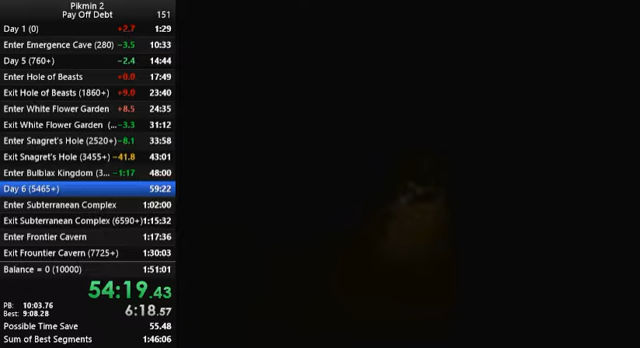 Pikmin 2
Pay Off Debt 151
Day 1 (0) +2.7 1:29
Enter Emergence Cave (280) −3.5 10:33
Day 5 (760+) −2.4 14:44
Enter Hole of Beasts +0.0 17:49
Exit Hole of Beasts (1860+) +9.0 23:40
Enter White Flower Garden +8.5 24:35
Exit White Flower Garden (... −3.3 31:12
Enter Snagret's Hole (2520+) −8.1 33:58
Exit Snagret's Hole (3455+) −41.8 43:01
Enter Bulblax Kingdom (3... −1:17 48:00
Day 6 (5465+) 59:22
Enter Subterranean Complex 1:02:00
Exit Subterranean Complex (6590+) 1:15:32
Enter Frontier Cavern 1:17:36
Exit Frountier Cavern (7725+) 1:30:03
Balance = 0 (10000) 1:51:01
54:19.43
PB: 10:03.76
Best: 9:08.28 6:18.57
Possible Time Save 55.48
Sum of Best Segments 1:46:06